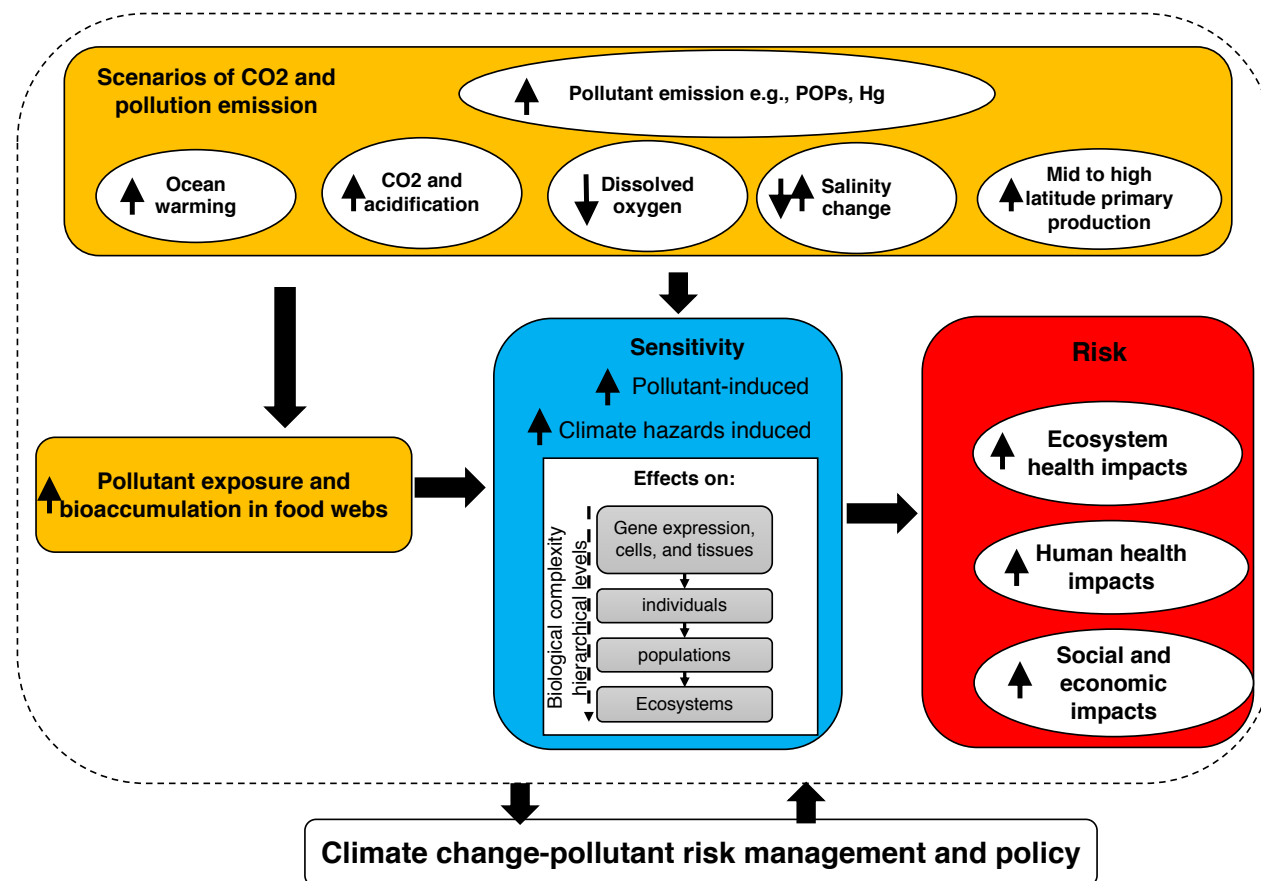 Scenarios of CO2 and
pollution emission
Pollutant emission e.g., POPs, Hg
Ocean
warming
CO2 and
acidification
Dissolved
oxygen
Salinity
change
Mid to high
latitude primary
production
Pollutant exposure and
bioaccumulation in food webs
Sensitivity
Pollutant-induced
Climate hazards induced
Effects on:
Biological complexity
hierarchical levels
Gene expression,
cells, and tissues
individuals
populations
Ecosystems
Risk
Ecosystem
health impacts
Human health
impacts
Social and
economic
impacts
Climate change-pollutant risk management and policy